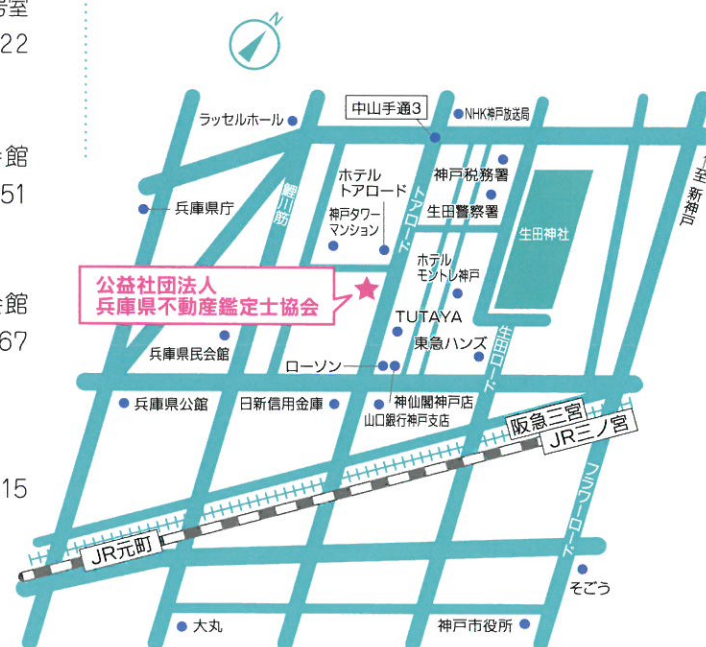 号室
22
会館
51
会館
67
15
N
ラッセルホール
中山手通3
NHK神戸放送局
神戸税務署
生田警察署
生田神社
至 新神戸
兵庫県庁
鯉川筋
ホテル
トアロード
神戸タワー
マンション
トアロード
ホテル
モントレ神戸
公益社団法人
兵庫県不動産鑑定士協会
TUTAYA
東急ハンズ
生田ロード
兵庫県民会館
ローソン
兵庫県公館
日新信用金庫
神仙閣神戸店
山口銀行神戸支店
阪急三宮
JR三ノ宮
フラワーロード
JR元町
そごう
大丸
神戸市役所